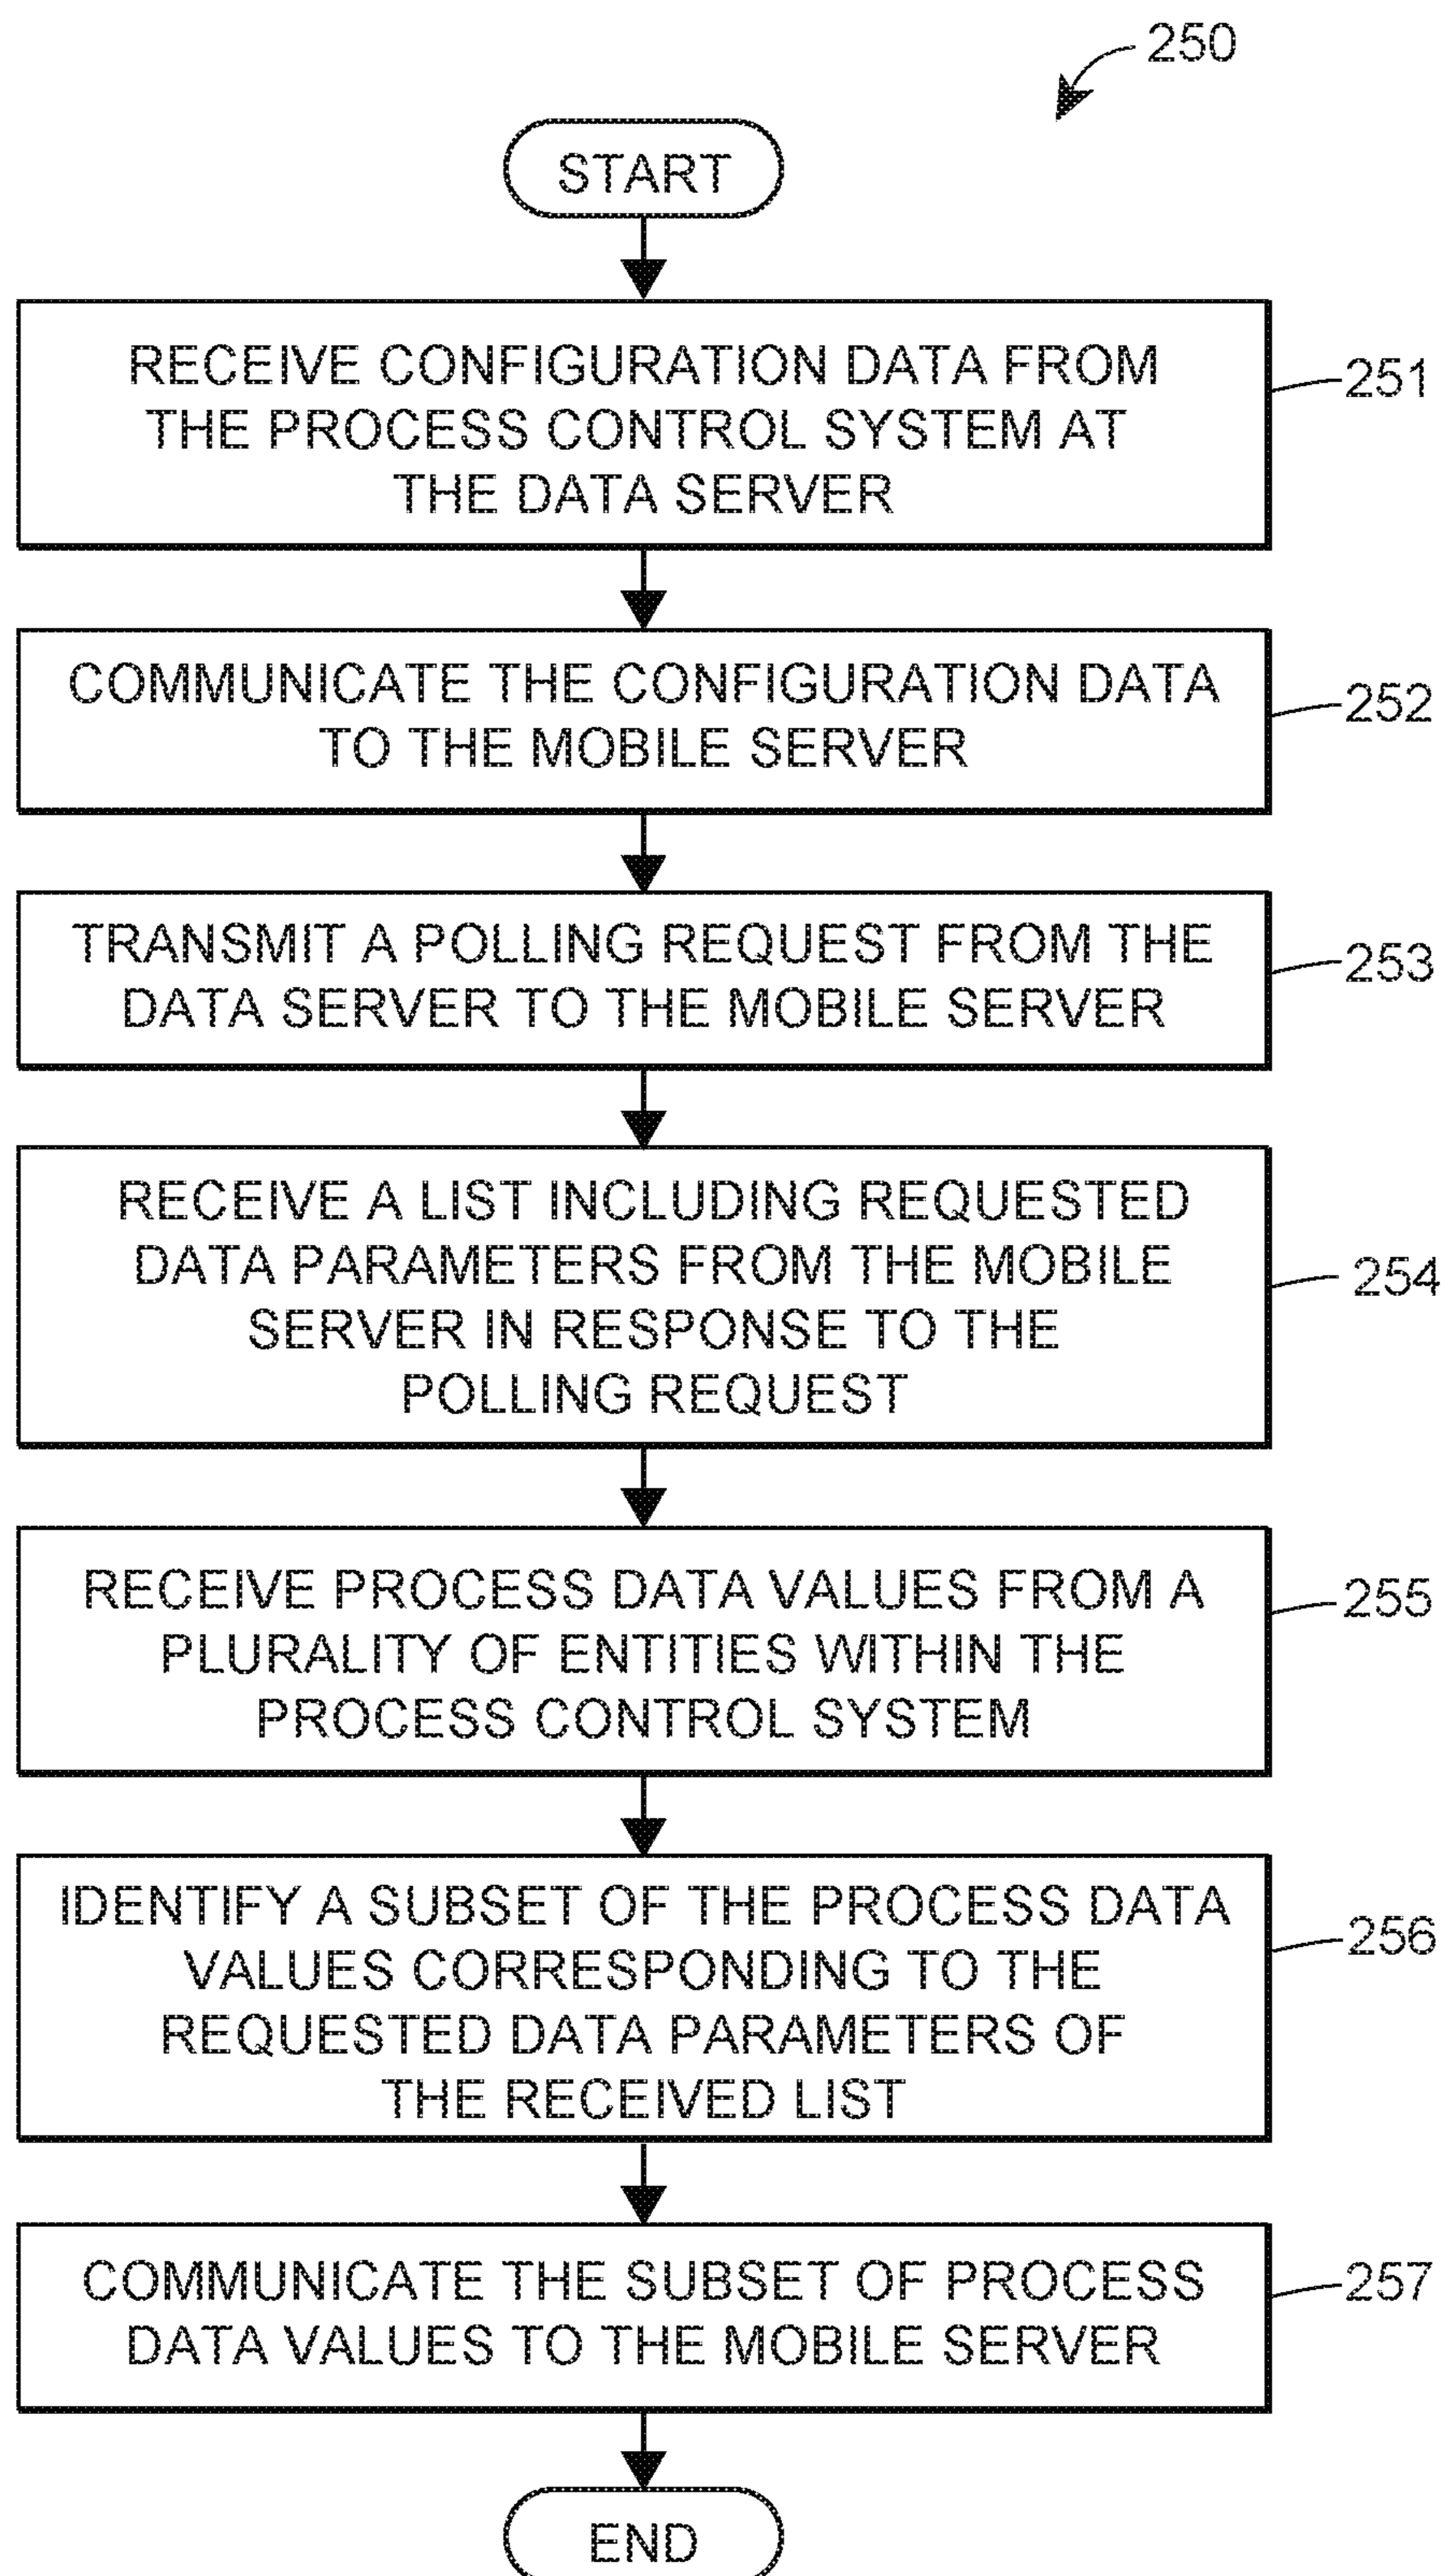 250
START
RECEIVE CONFIGURATION DATA FROM
THE PROCESS CONTROL SYSTEM AT
THE DATA SERVER
251
COMMUNICATE THE CONFIGURATION DATA
TO THE MOBILE SERVER
252
TRANSMIT A POLLING REQUEST FROM THE
DATA SERVER TO THE MOBILE SERVER
253
RECEIVE A LIST INCLUDING REQUESTED
DATA PARAMETERS FROM THE MOBILE
SERVER IN RESPONSE TO THE
POLLING REQUEST
254
RECEIVE PROCESS DATA VALUES FROM A
PLURALITY OF ENTITIES WITHIN THE
PROCESS CONTROL SYSTEM
255
IDENTIFY A SUBSET OF THE PROCESS DATA
VALUES CORRESPONDING TO THE
REQUESTED DATA PARAMETERS OF
THE RECEIVED LIST
256
COMMUNICATE THE SUBSET OF PROCESS
DATA VALUES TO THE MOBILE SERVER
257
END